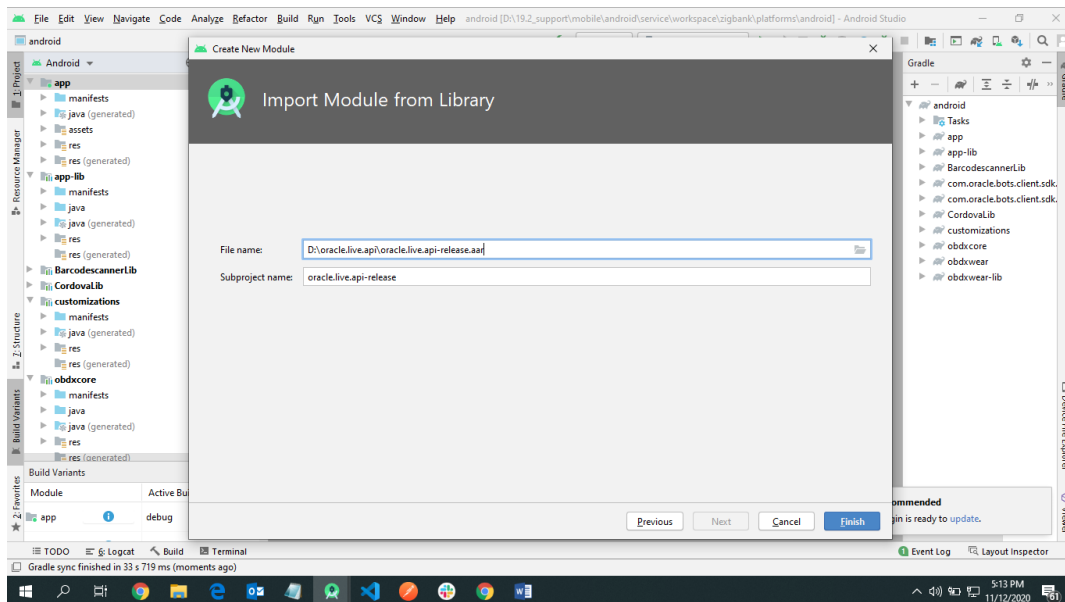 File Edit View Navigate Code Analyze Refactor Build Run Tools VCS Window Help android [D:\19.2_support\mobile\android\service\workspace\zigbank\platforms\android] - Android Studio
android
Android
1: Project
Resource Manager
Z: Structure
Build Variants
2: Favorites
app
manifests
java (generated)
assets
res
res (generated)
app-lib
manifests
java
java (generated)
res
res (generated)
BarcodescannerLib
CordovaLib
customizations
manifests
java (generated)
res
res (generated)
obdxcore
manifests
java
java (generated)
res
res (generated)
Build Variants
Module Active Bui
app debug
Create New Module
Import Module from Library
File name: D:\oracle.live.api\oracle.live.api-release.aar
Subproject name: oracle.live.api-release
Previous Next Cancel Finish
Gradle
android
Tasks
app
app-lib
BarcodescannerLib
com.oracle.bots.client.sdk.
com.oracle.bots.client.sdk.
CordovaLib
customizations
obdxcore
obdxwear
obdxwear-lib
Gradle
Device File Explorer
ommended
gin is ready to update.
TODO 6: Logcat Build Terminal
1 Event Log Layout Inspector
Gradle sync finished in 33 s 719 ms (moments ago)
5:13 PM
11/12/2020
61